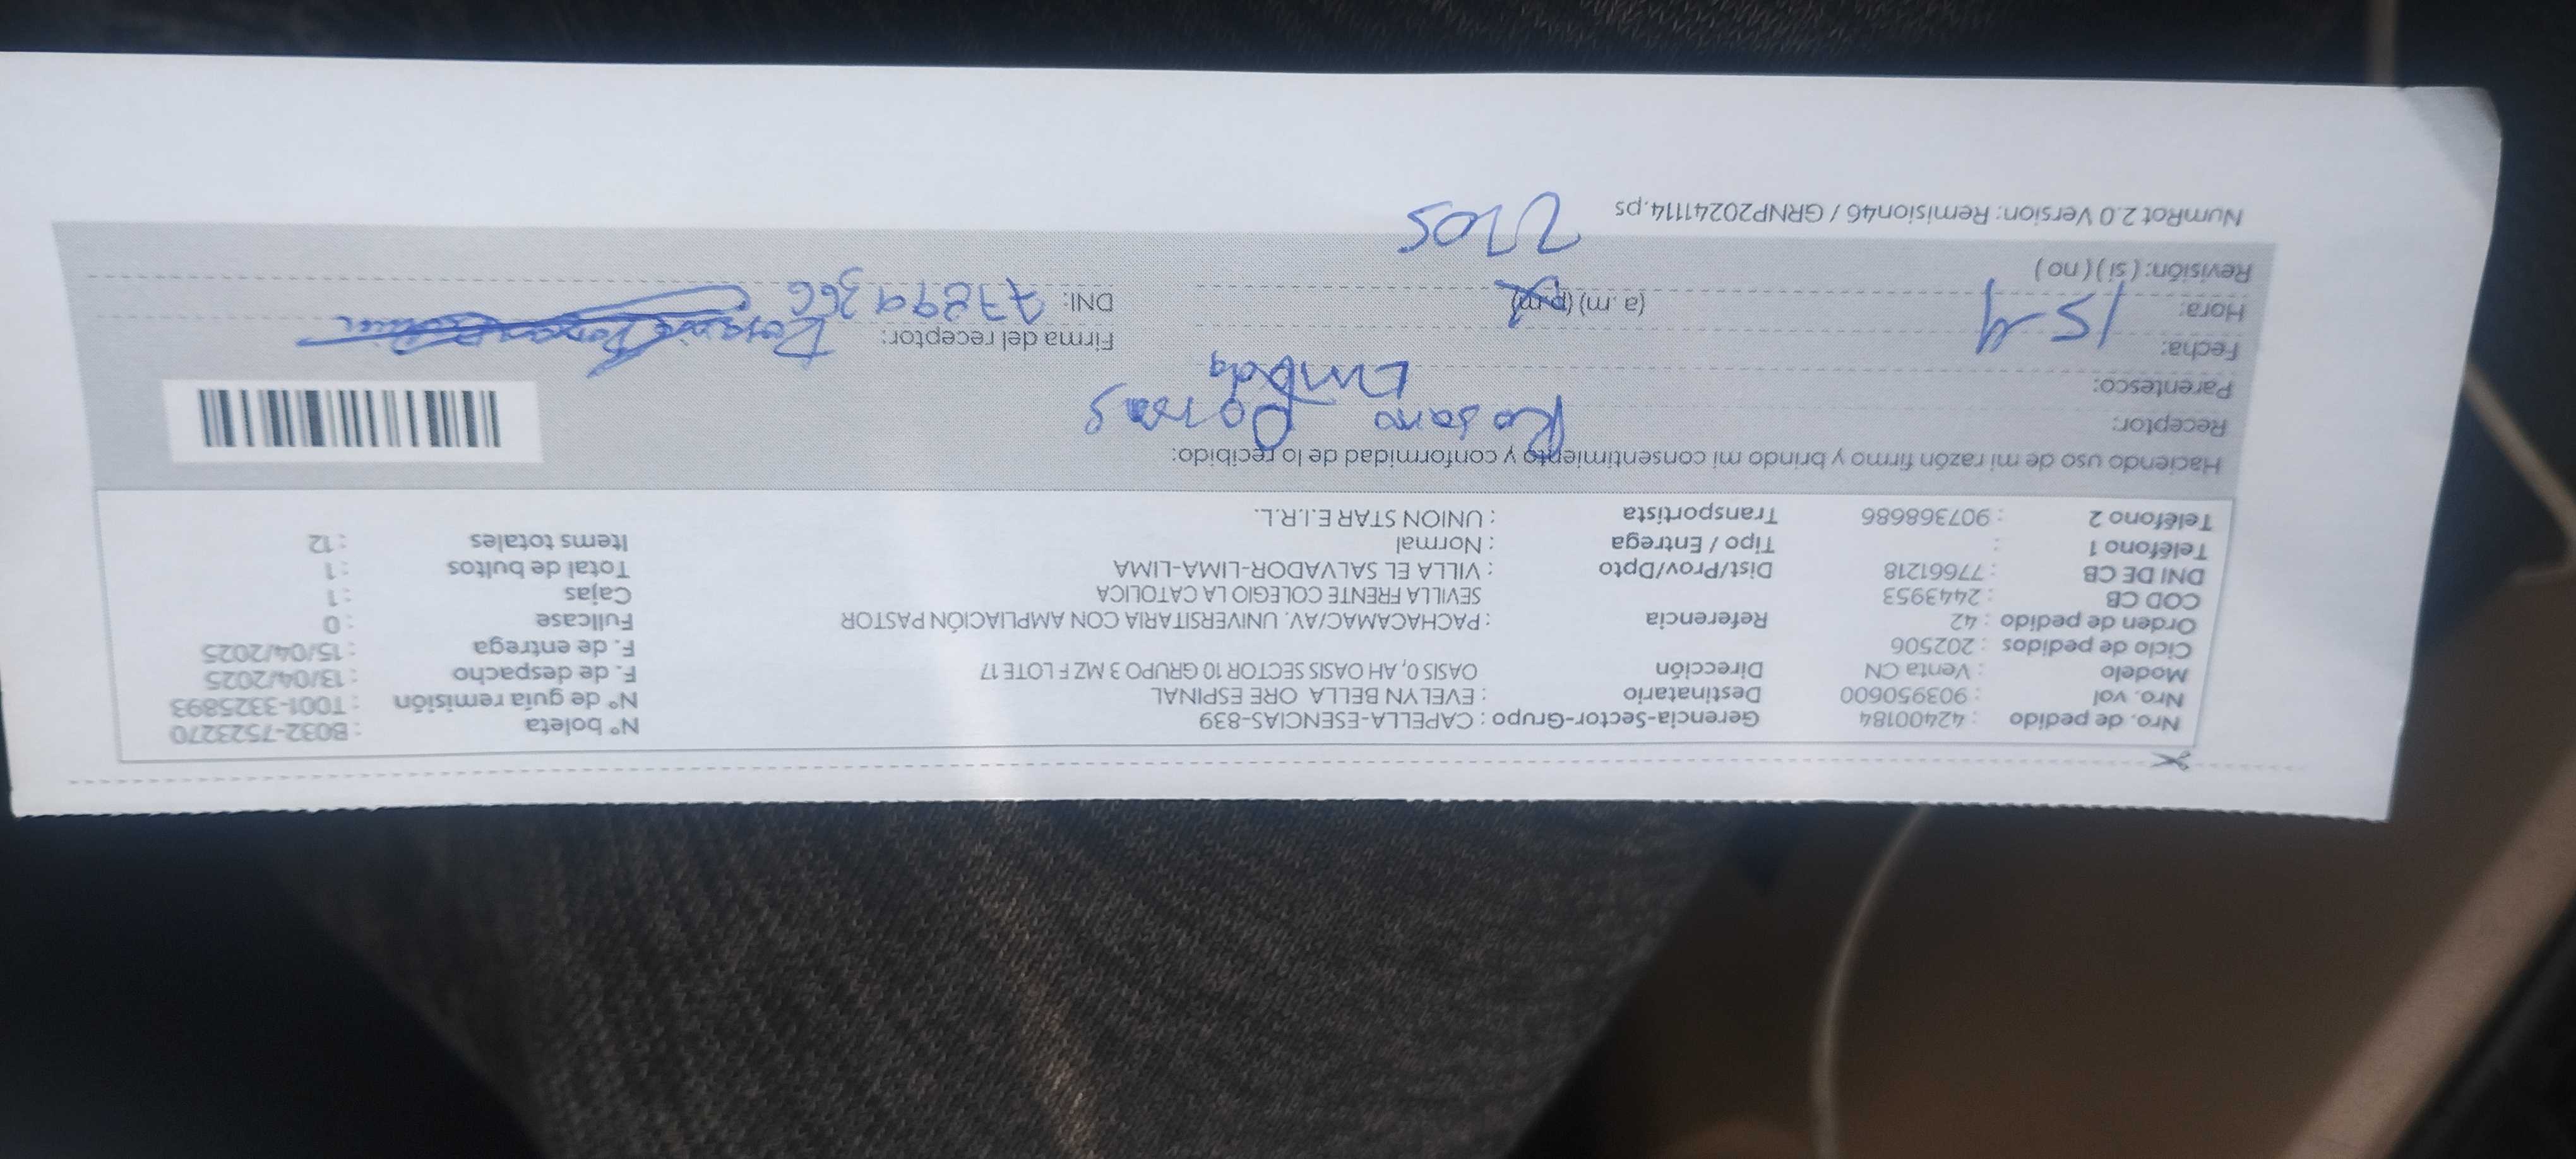 Nro. de pedido : 42400184 Gerencia-Sector-Grupo : CAPELLA-ESENCIAS-839 N° boleta : B032-7523270
Nro. vol : 903950600 Destinatario : EVELYN BELLA ORE ESPINAL N° de guía remisión : T001-3325893
Modelo : Venta CN Dirección OASIS 0, AH OASIS SECTOR 10 GRUPO 3 MZ F LOTE 17 F. de despacho : 13/04/2025
Ciclo de pedidos : 202506 F. de entrega : 15/04/2025
Orden de pedido : 42 Referencia : PACHACAMAC/AV. UNIVERSITARIA CON AMPLIACIÓN PASTOR Fullcase : 0
COD CB : 2443953 SEVILLA FRENTE COLEGIO LA CATOLICA Cajas : 1
DNI DE CB : 77661218 Dist/Prov/Dpto : VILLA EL SALVADOR-LIMA-LIMA Total de bultos : 1
Teléfono 1 : Tipo / Entrega : Normal Items totales : 12
Teléfono 2 : 907368686 Transportista : UNION STAR E.I.R.L.
Haciendo uso de mi razón firmo y brindo mi consentimiento y conformidad de lo recibido:
Receptor: Porras
Parentesco:
Fecha: 15-4 Firma del receptor:
Hora: (a. m) (p. m) DNI: 77899366
Revisión: ( si ) ( no )
NumRot 2.0 Version: Remision46 / GRNP20241114.ps